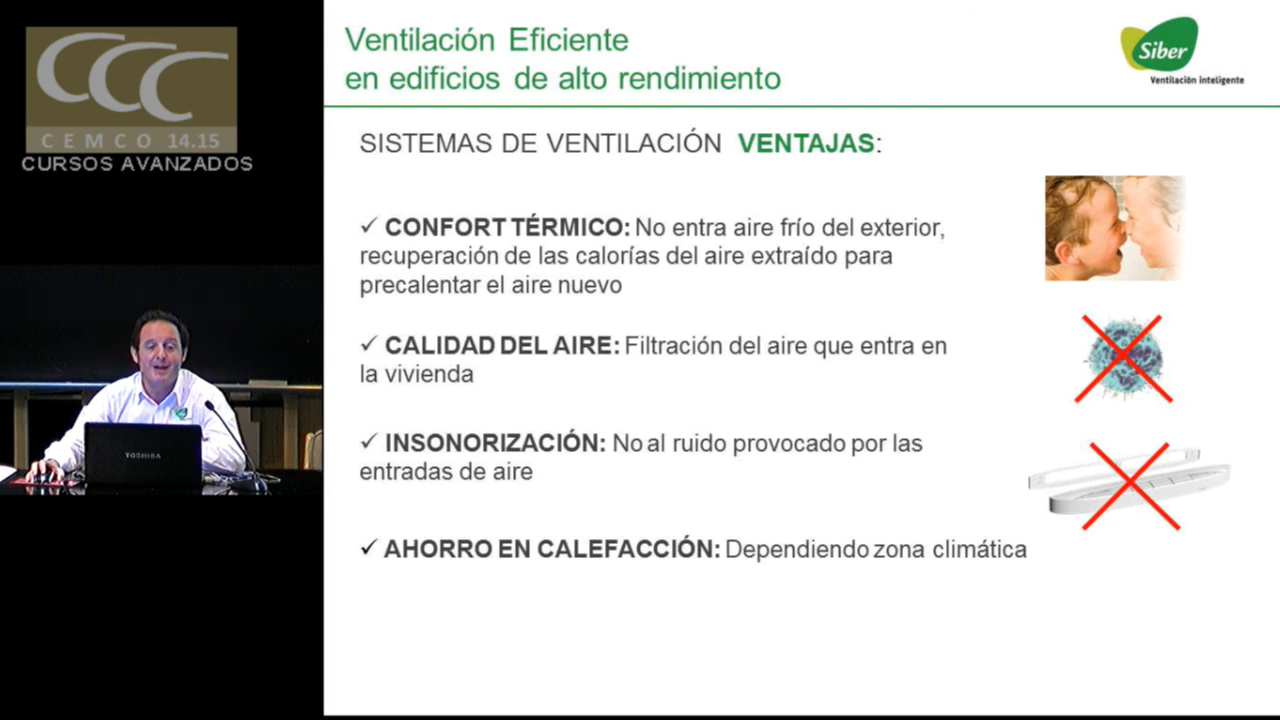 CCC
CEMCO 14.15
CURSOS AVANZADOS
TOSHIBA
Ventilación Eficiente
en edificios de alto rendimiento
Siber
Ventilación inteligente
SISTEMAS DE VENTILACIÓN VENTAJAS:
✓ CONFORT TÉRMICO: No entra aire frío del exterior,
recuperación de las calorías del aire extraído para
precalentar el aire nuevo
✓ CALIDAD DEL AIRE: Filtración del aire que entra en
la vivienda
✓ INSONORIZACIÓN: No al ruido provocado por las
entradas de aire
✓ AHORRO EN CALEFACCIÓN: Dependiendo zona climática